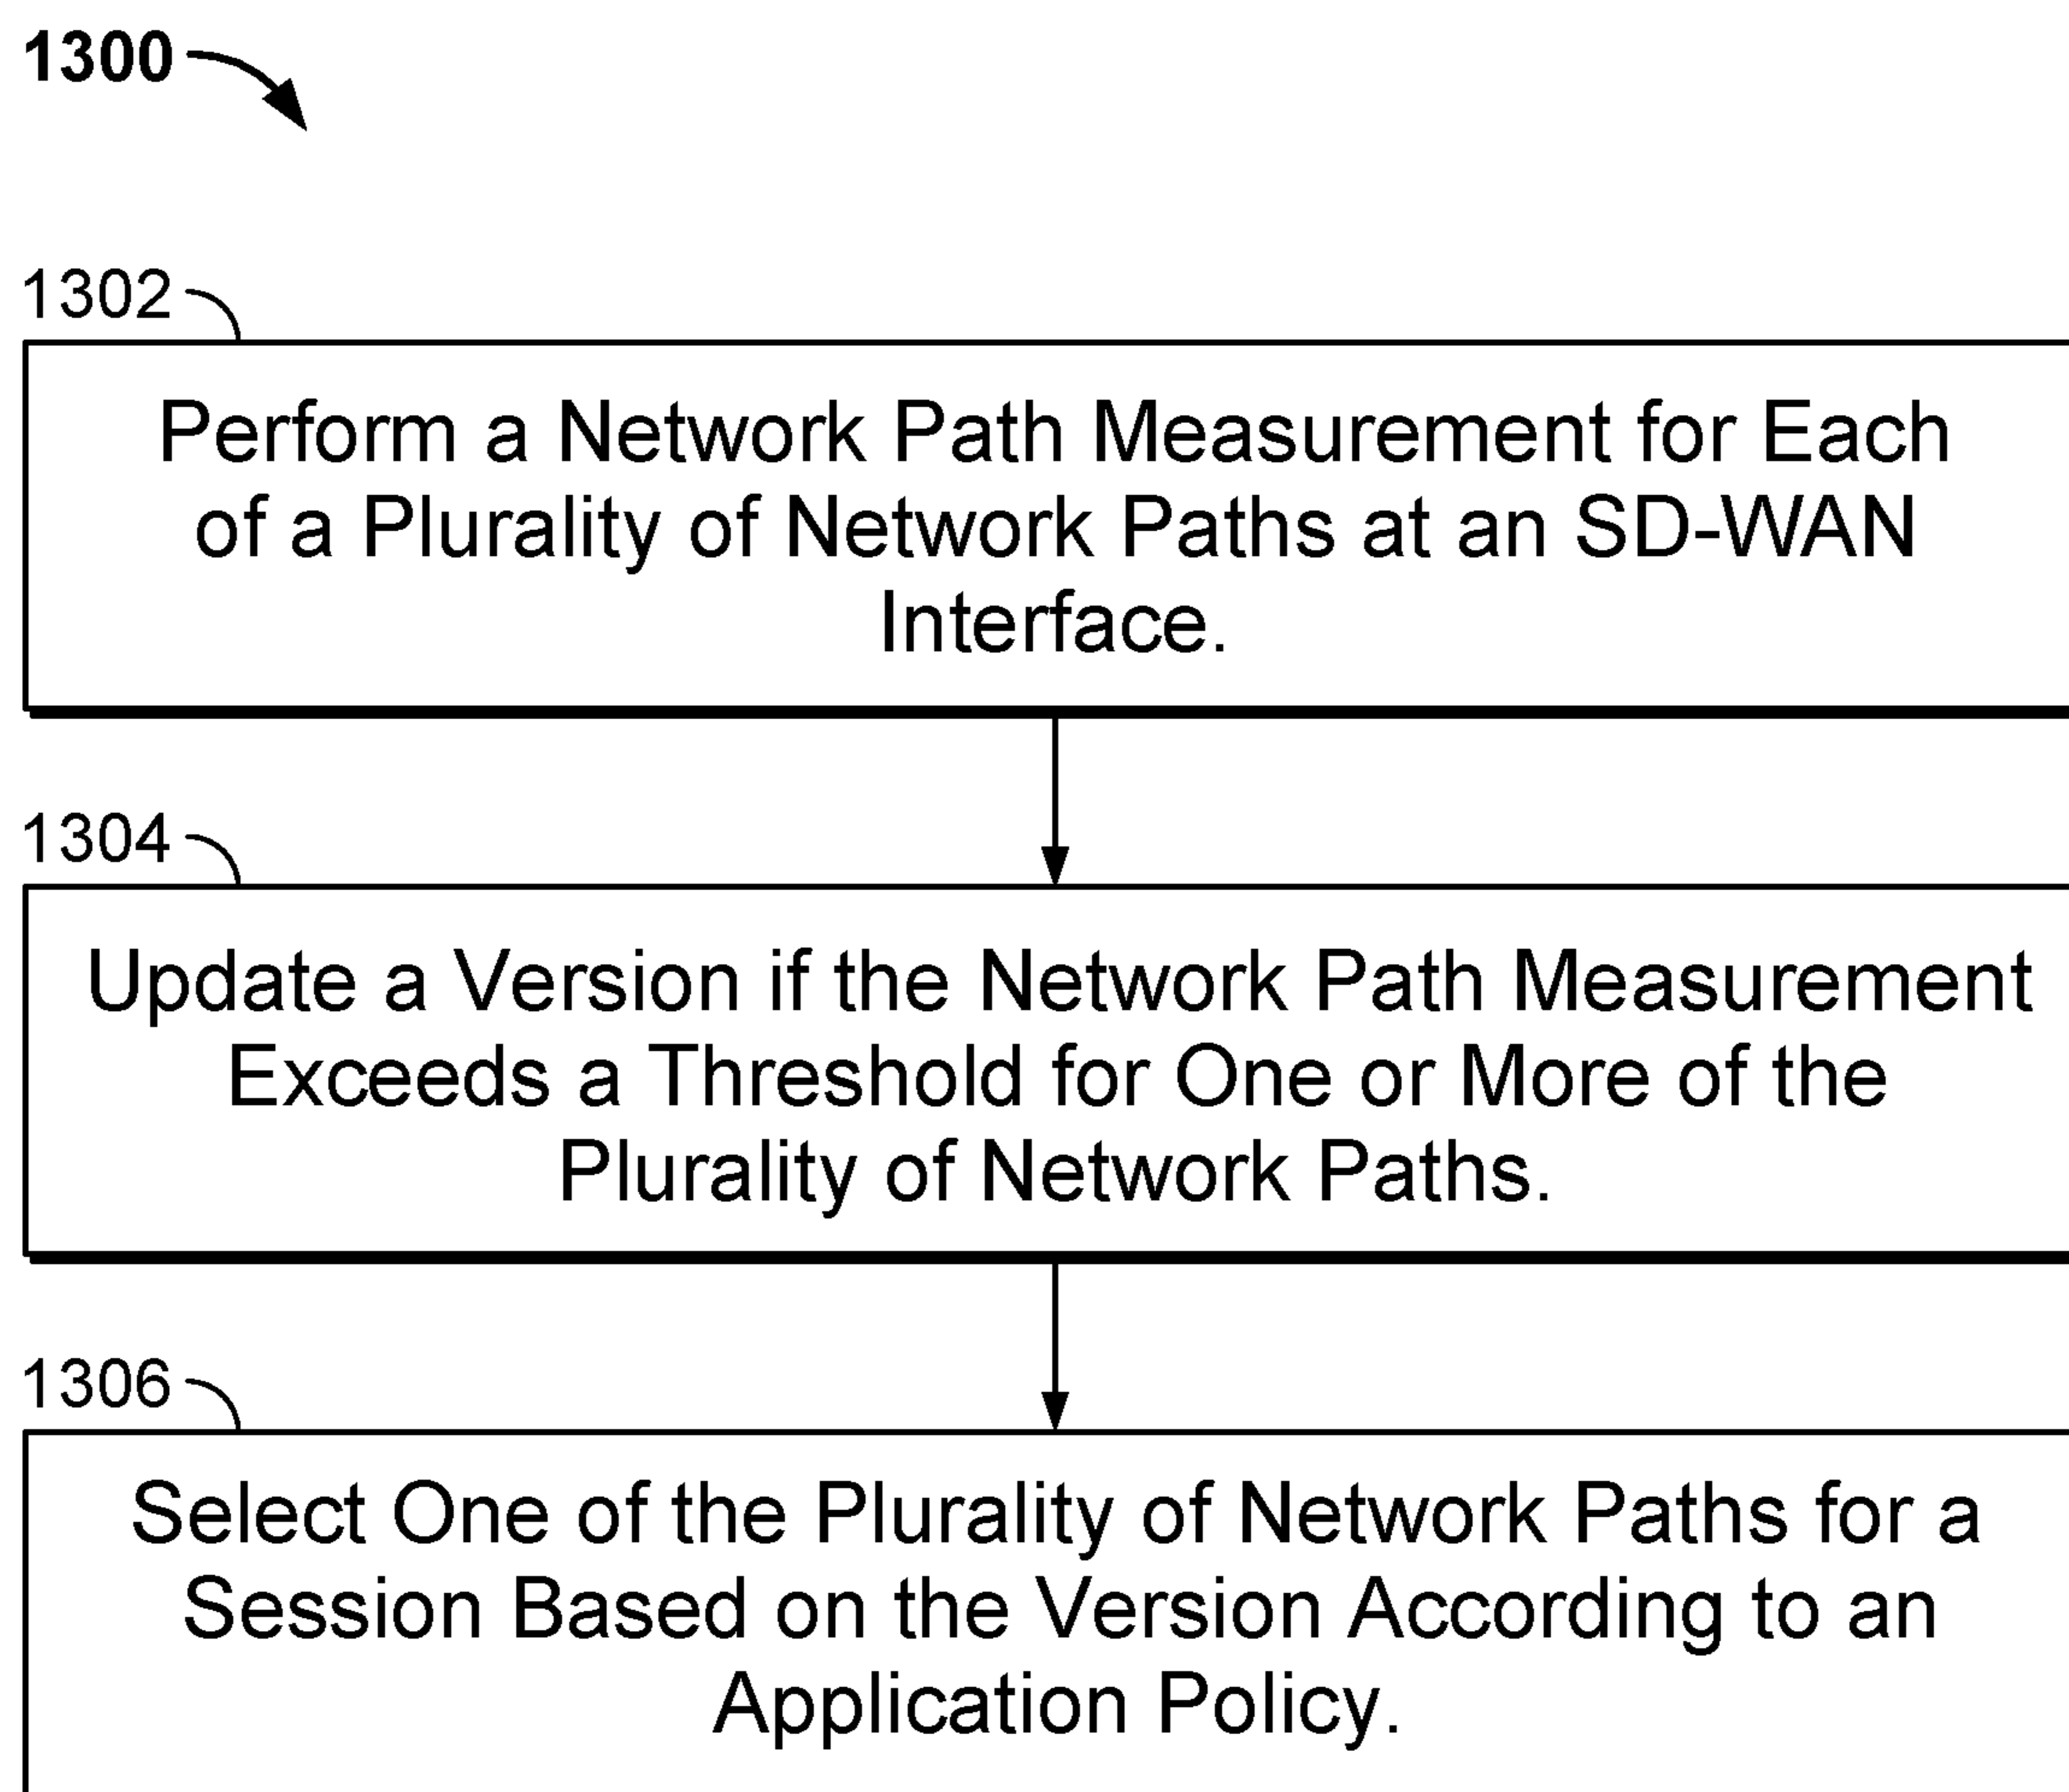 1300
1302
Perform a Network Path Measurement for Each
of a Plurality of Network Paths at an SD-WAN
Interface.
1304
Update a Version if the Network Path Measurement
Exceeds a Threshold for One or More of the
Plurality of Network Paths.
1306
Select One of the Plurality of Network Paths for a
Session Based on the Version According to an
Application Policy.